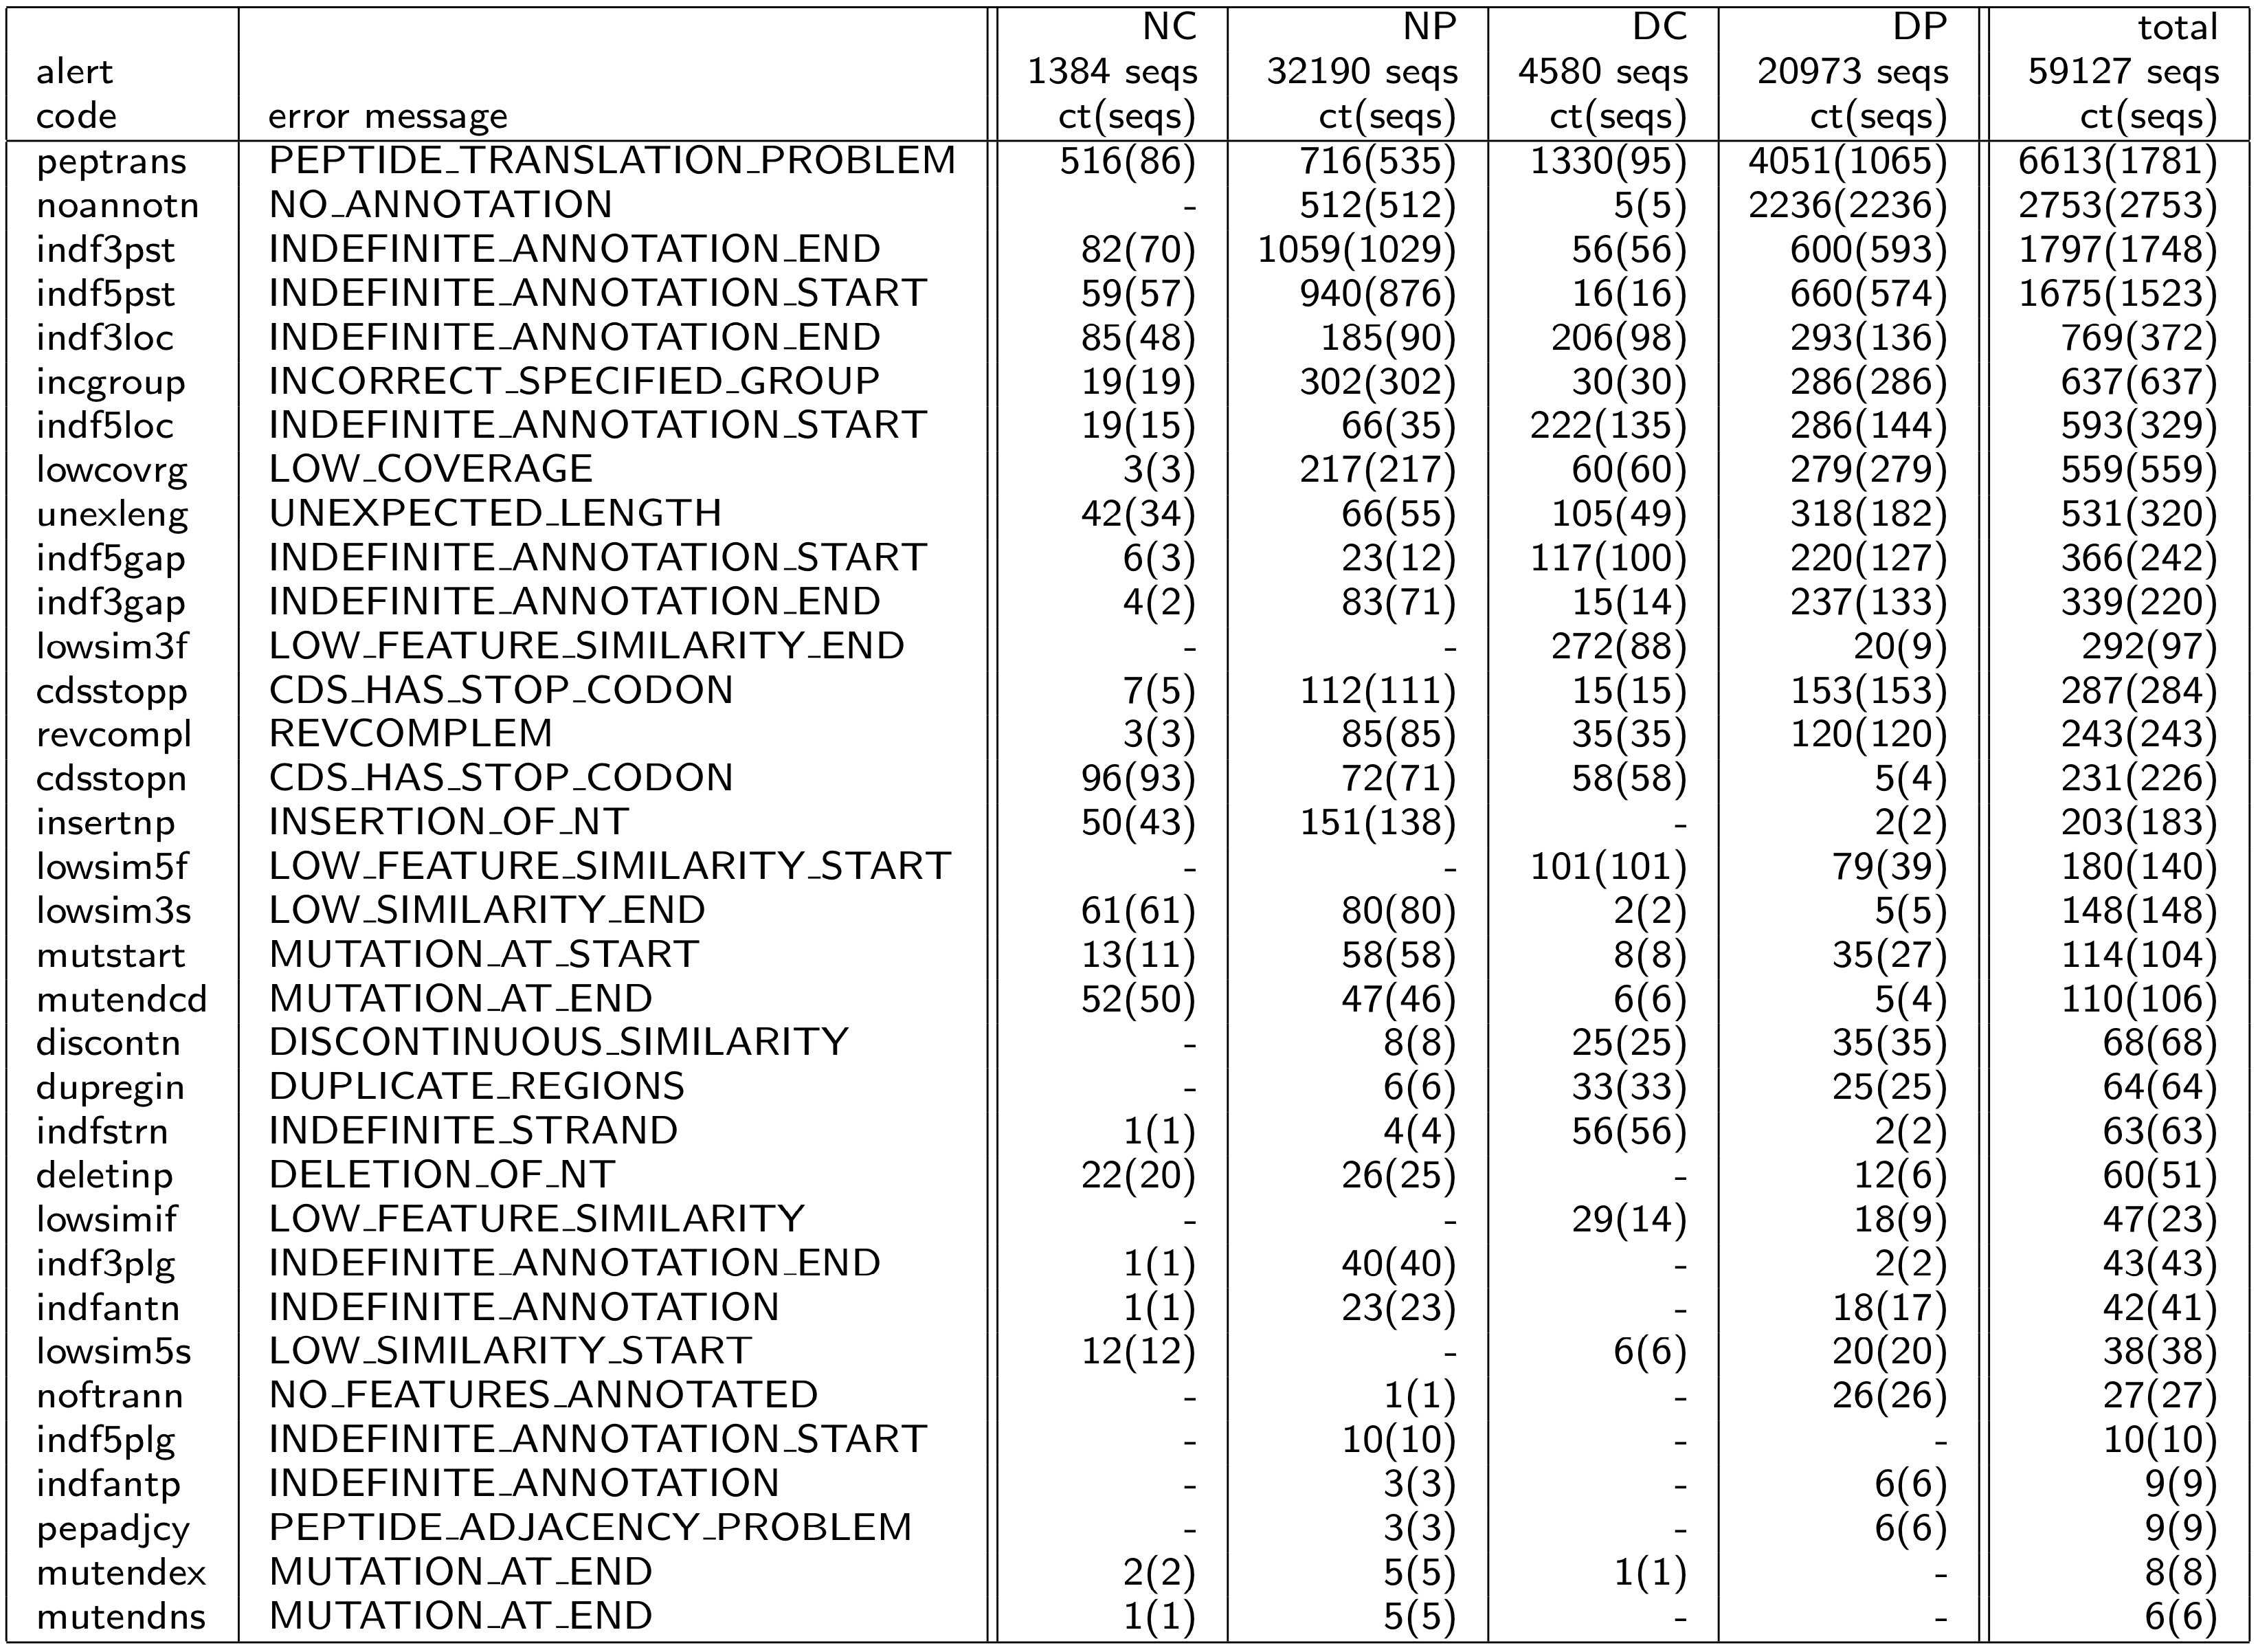 NC NP DC DP total
alert 1384 seqs 32190 seqs 4580 seqs 20973 seqs 59127 seqs
code error message ct(seqs) ct(seqs) ct(seqs) ct(seqs) ct(seqs)
peptrans PEPTIDE_TRANSLATION_PROBLEM 516(86) 716(535) 1330(95) 4051(1065) 6613(1781)
noannotn NO_ANNOTATION - 512(512) 5(5) 2236(2236) 2753(2753)
indf3pst INDEFINITE_ANNOTATION_END 82(70) 1059(1029) 56(56) 600(593) 1797(1748)
indf5pst INDEFINITE_ANNOTATION_START 59(57) 940(876) 16(16) 660(574) 1675(1523)
indf3loc INDEFINITE_ANNOTATION_END 85(48) 185(90) 206(98) 293(136) 769(372)
incgroup INCORRECT_SPECIFIED_GROUP 19(19) 302(302) 30(30) 286(286) 637(637)
indf5loc INDEFINITE_ANNOTATION_START 19(15) 66(35) 222(135) 286(144) 593(329)
lowcovrg LOW_COVERAGE 3(3) 217(217) 60(60) 279(279) 559(559)
unexleng UNEXPECTED_LENGTH 42(34) 66(55) 105(49) 318(182) 531(320)
indf5gap INDEFINITE_ANNOTATION_START 6(3) 23(12) 117(100) 220(127) 366(242)
indf3gap INDEFINITE_ANNOTATION_END 4(2) 83(71) 15(14) 237(133) 339(220)
lowsim3f LOW_FEATURE_SIMILARITY_END - - 272(88) 20(9) 292(97)
cdsstopp CDS_HAS_STOP_CODON 7(5) 112(111) 15(15) 153(153) 287(284)
revcompl REVCOMPLEM 3(3) 85(85) 35(35) 120(120) 243(243)
cdsstopn CDS_HAS_STOP_CODON 96(93) 72(71) 58(58) 5(4) 231(226)
insertnp INSERTION_OF_NT 50(43) 151(138) - 2(2) 203(183)
lowsim5f LOW_FEATURE_SIMILARITY_START - - 101(101) 79(39) 180(140)
lowsim3s LOW_SIMILARITY_END 61(61) 80(80) 2(2) 5(5) 148(148)
mutstart MUTATION_AT_START 13(11) 58(58) 8(8) 35(27) 114(104)
mutendcd MUTATION_AT_END 52(50) 47(46) 6(6) 5(4) 110(106)
discontn DISCONTINUOUS_SIMILARITY - 8(8) 25(25) 35(35) 68(68)
dupregin DUPLICATE_REGIONS - 6(6) 33(33) 25(25) 64(64)
indfstrn INDEFINITE_STRAND 1(1) 4(4) 56(56) 2(2) 63(63)
deletinp DELETION_OF_NT 22(20) 26(25) - 12(6) 60(51)
lowsimif LOW_FEATURE_SIMILARITY - - 29(14) 18(9) 47(23)
indf3plg INDEFINITE_ANNOTATION_END 1(1) 40(40) - 2(2) 43(43)
indfantn INDEFINITE_ANNOTATION 1(1) 23(23) - 18(17) 42(41)
lowsim5s LOW_SIMILARITY_START 12(12) - 6(6) 20(20) 38(38)
noftrann NO_FEATURES_ANNOTATED - 1(1) - 26(26) 27(27)
indf5plg INDEFINITE_ANNOTATION_START - 10(10) - - 10(10)
indfantp INDEFINITE_ANNOTATION - 3(3) - 6(6) 9(9)
pepadjcy PEPTIDE_ADJACENCY_PROBLEM - 3(3) - 6(6) 9(9)
mutendex MUTATION_AT_END 2(2) 5(5) 1(1) - 8(8)
mutendns MUTATION_AT_END 1(1) 5(5) - - 6(6)